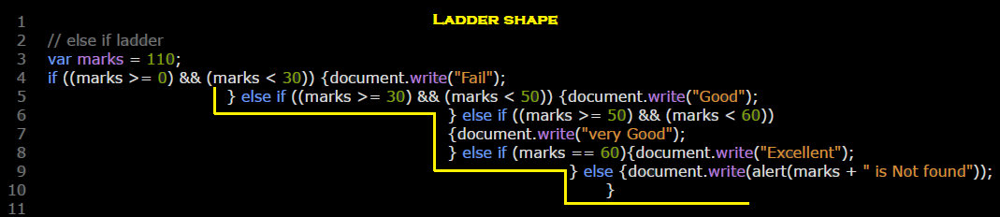 LADDER SHAPE
1
2 // else if ladder
3 var marks = 110;
4 if ((marks >= 0) && (marks < 30)) {document.write("Fail");
5 } else if ((marks >= 30) && (marks < 50)) {document.write("Good");
6 } else if ((marks >= 50) && (marks < 60))
7 {document.write("very Good");
8 } else if (marks == 60){document.write("Excellent");
9 } else {document.write(alert(marks + " is Not found"));
10 }
11